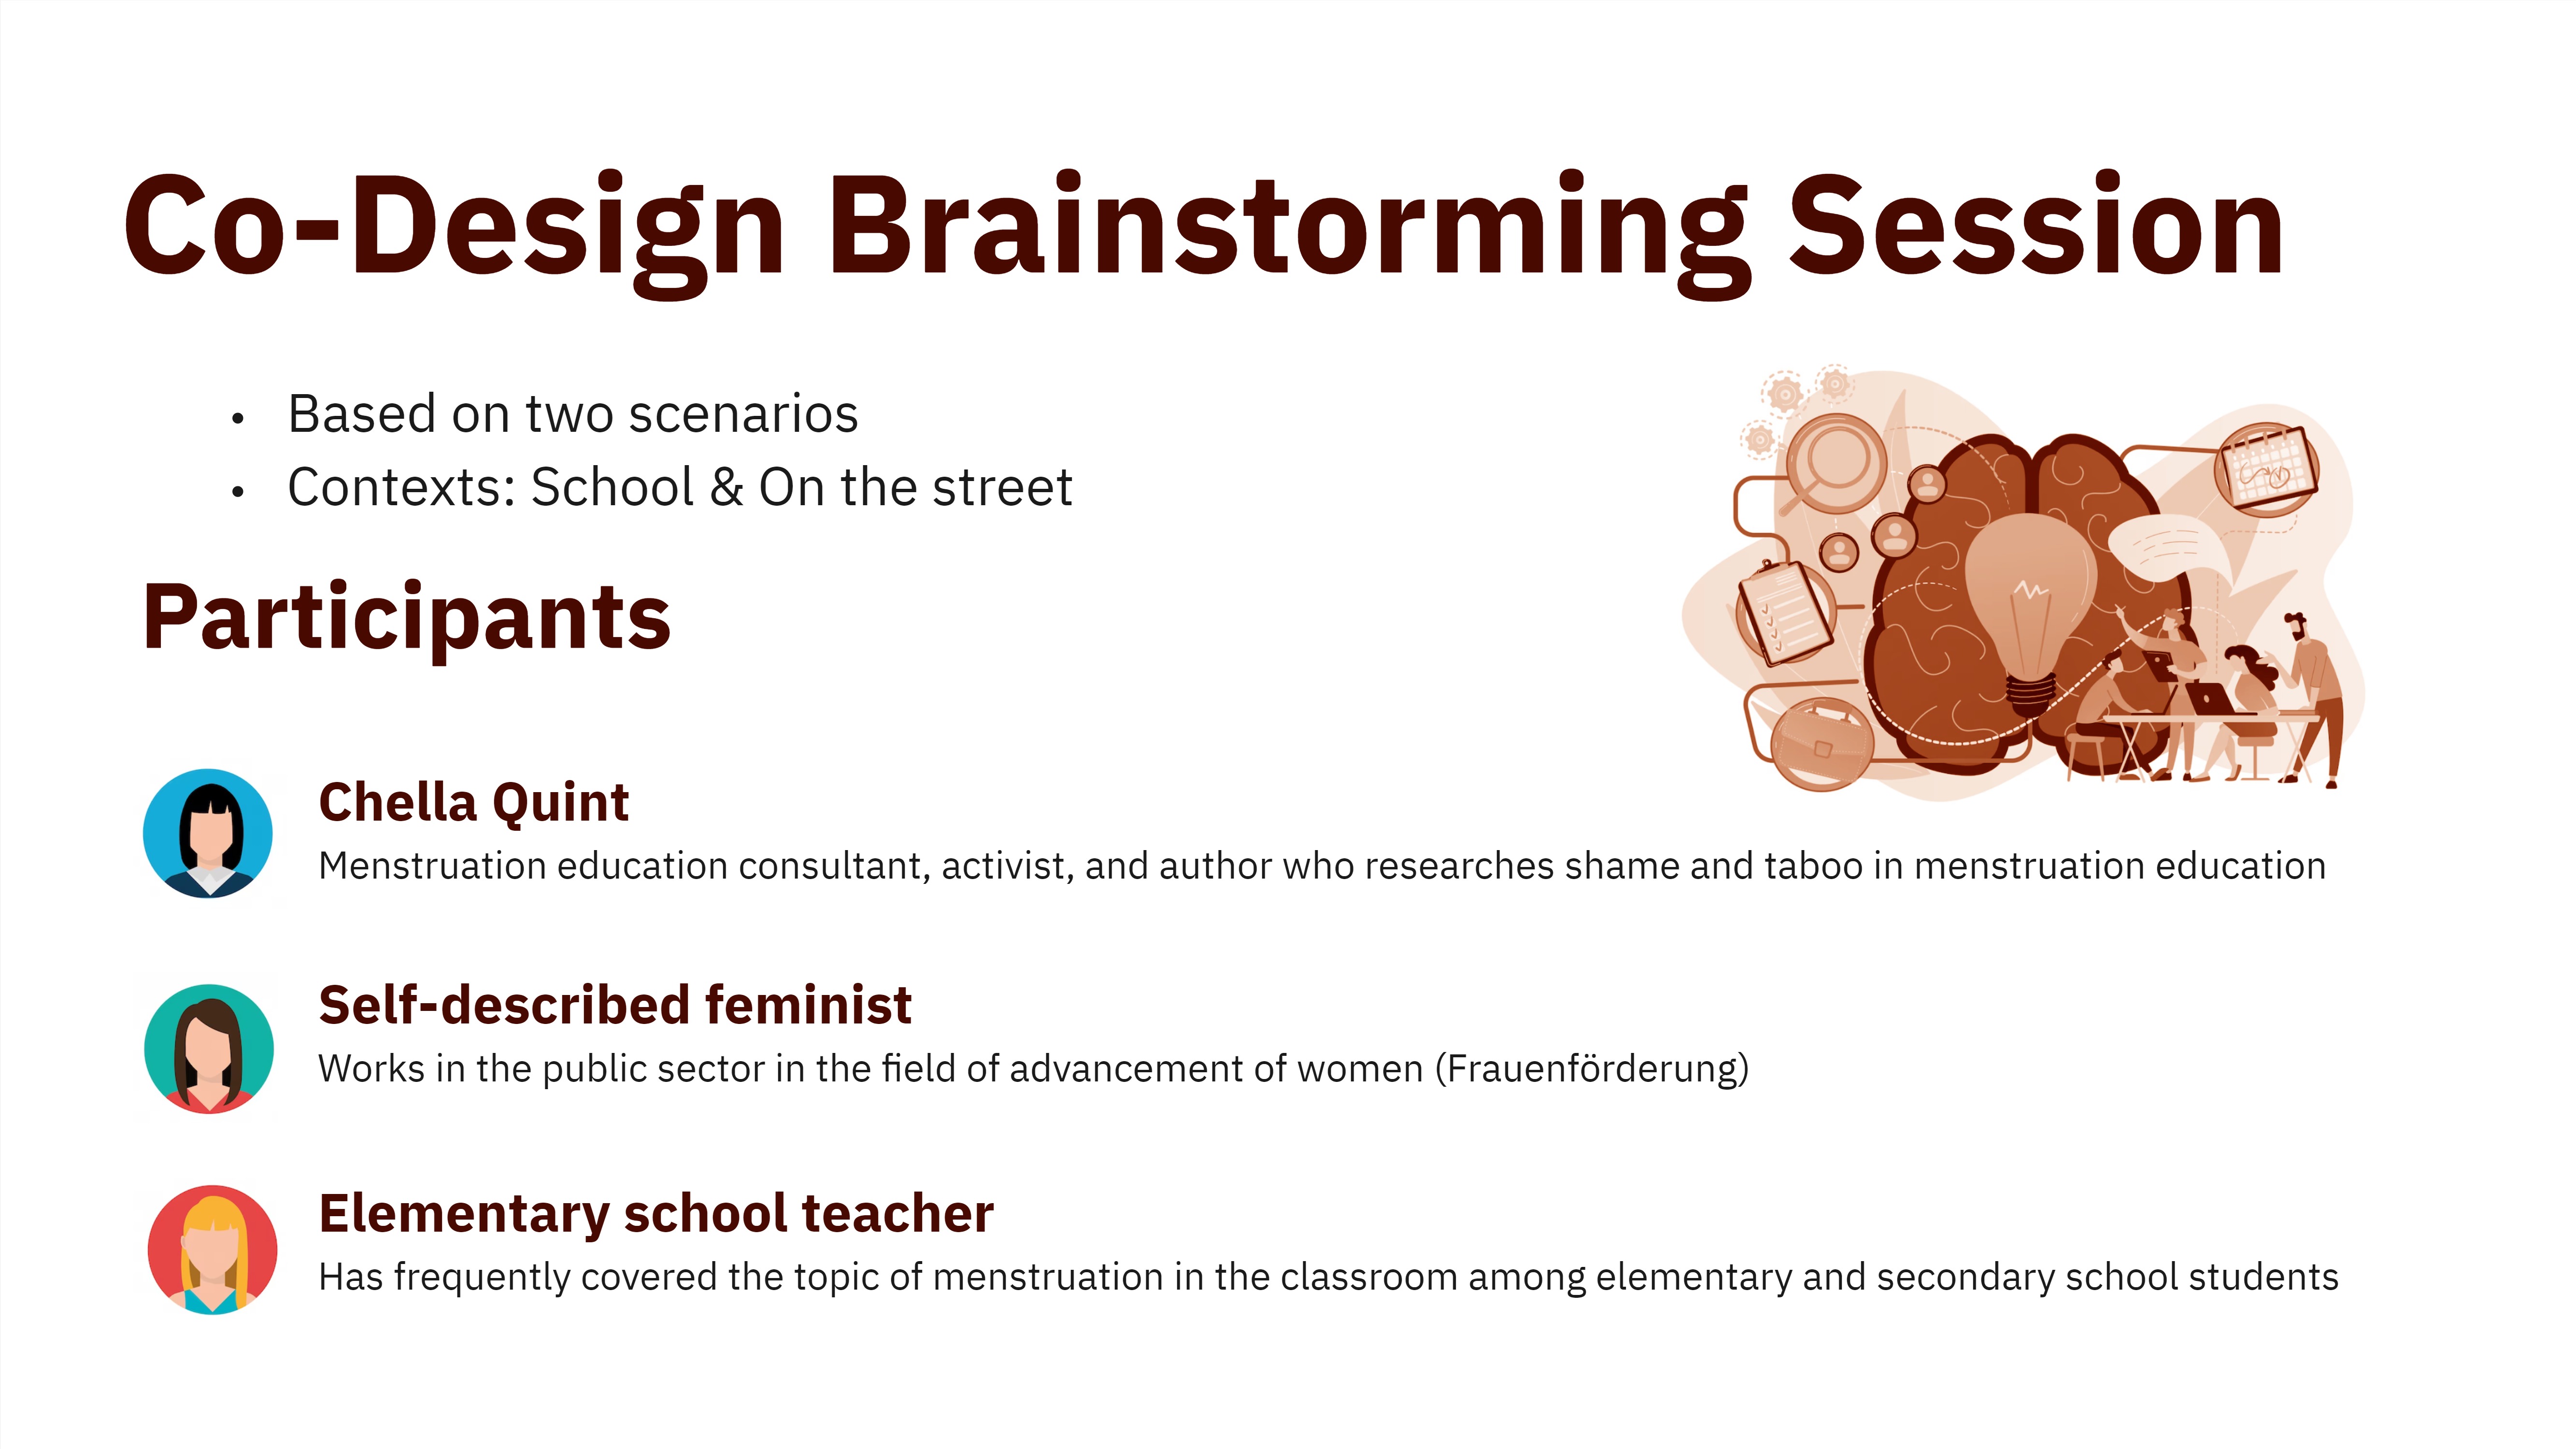 Co-Design Brainstorming Session
• Based on two scenarios
• Contexts: School & On the street
Participants
Chella Quint
Menstruation education consultant, activist, and author who researches shame and taboo in menstruation education
Self-described feminist
Works in the public sector in the field of advancement of women (Frauenförderung)
Elementary school teacher
Has frequently covered the topic of menstruation in the classroom among elementary and secondary school students